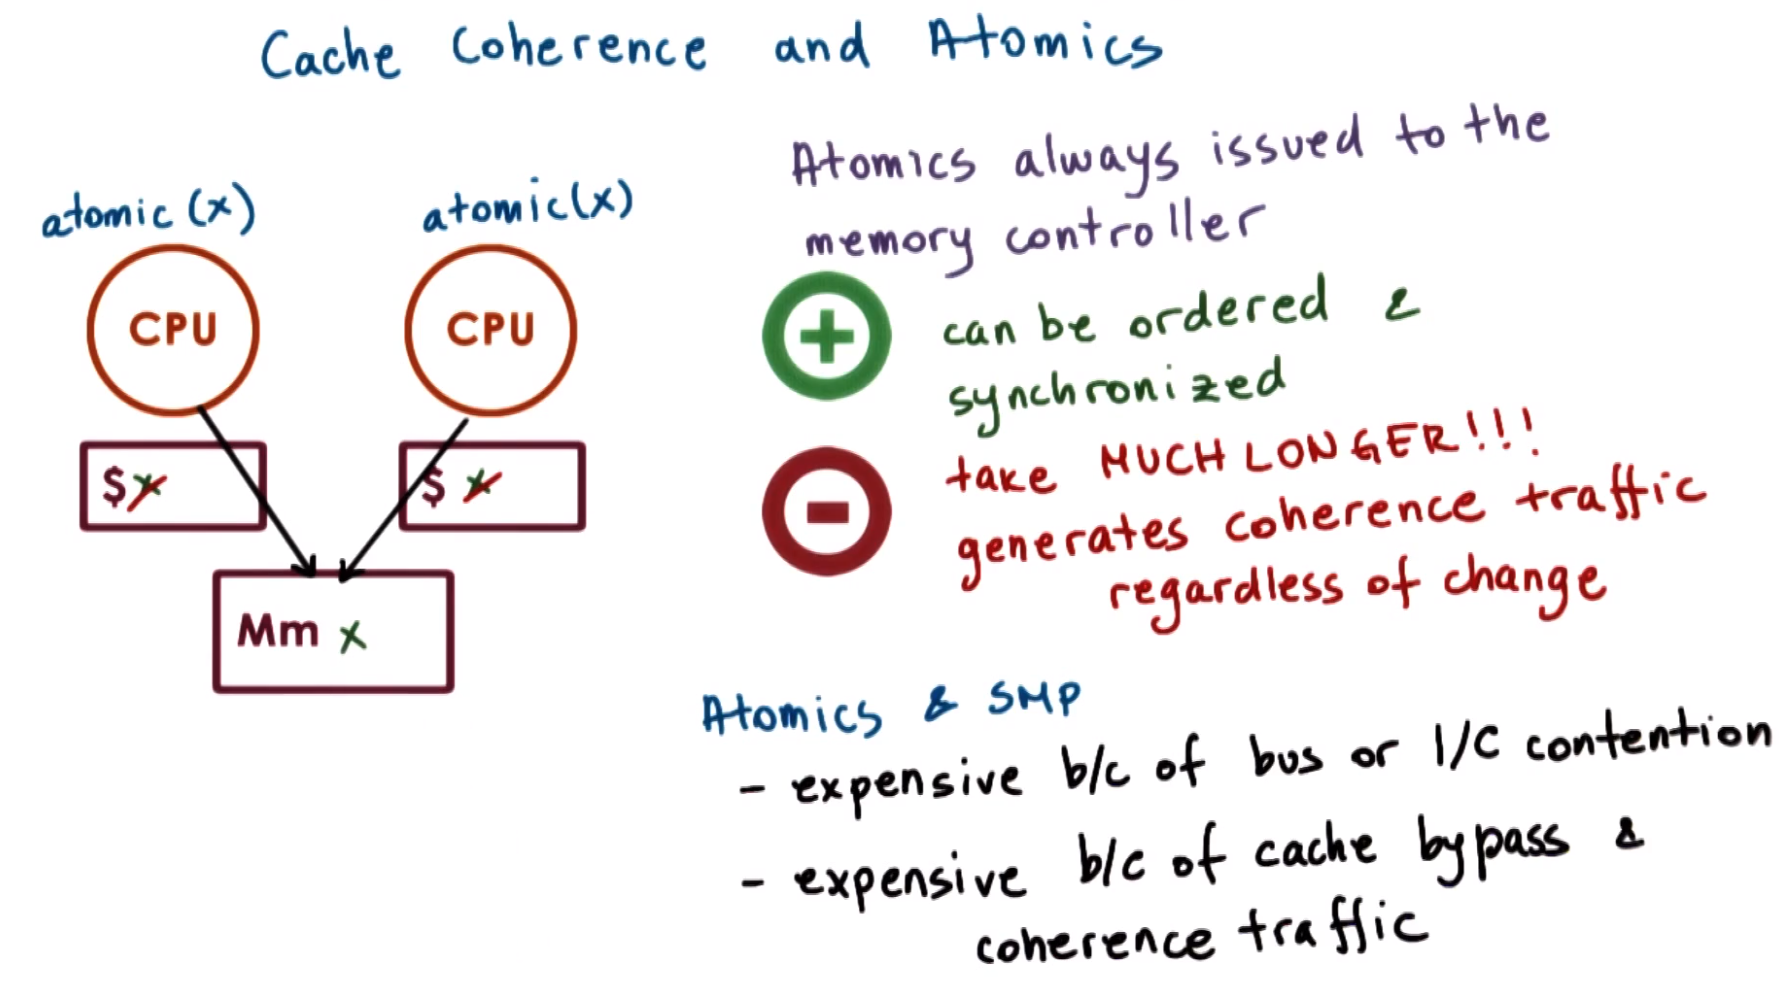 Cache Coherence and Atomics
atomic (x)
atomic(x)
CPU
CPU
$ x
$ x
Mm x
Atomics always issued to the
memory controller
+
can be ordered &
synchronized
-
take MUCH LONGER!!!
generates coherence traffic
regardless of change
Atomics & SMP
- expensive b/c of bus or I/C contention
- expensive b/c of cache bypass &
coherence traffic